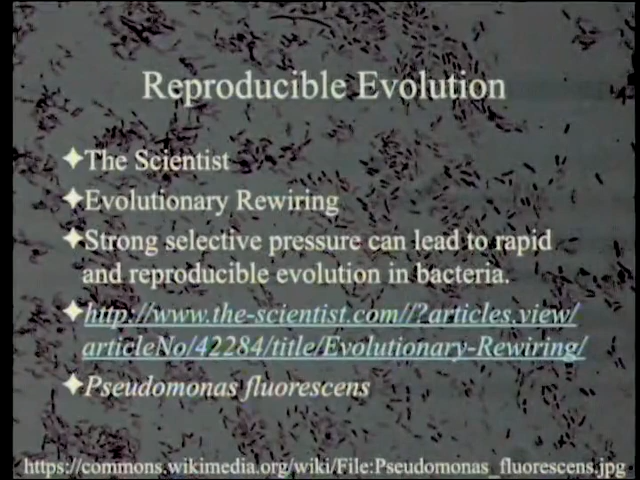 Reproducible Evolution
The Scientist
Evolutionary Rewiring
Strong selective pressure can lead to rapid
and reproducible evolution in bacteria.
http://www.the-scientist.com//?articles.view/
articleNo/42284/title/Evolutionary-Rewiring/
Pseudomonas fluorescens
https://commons.wikimedia.org/wiki/File:Pseudomonas_fluorescens.jpg